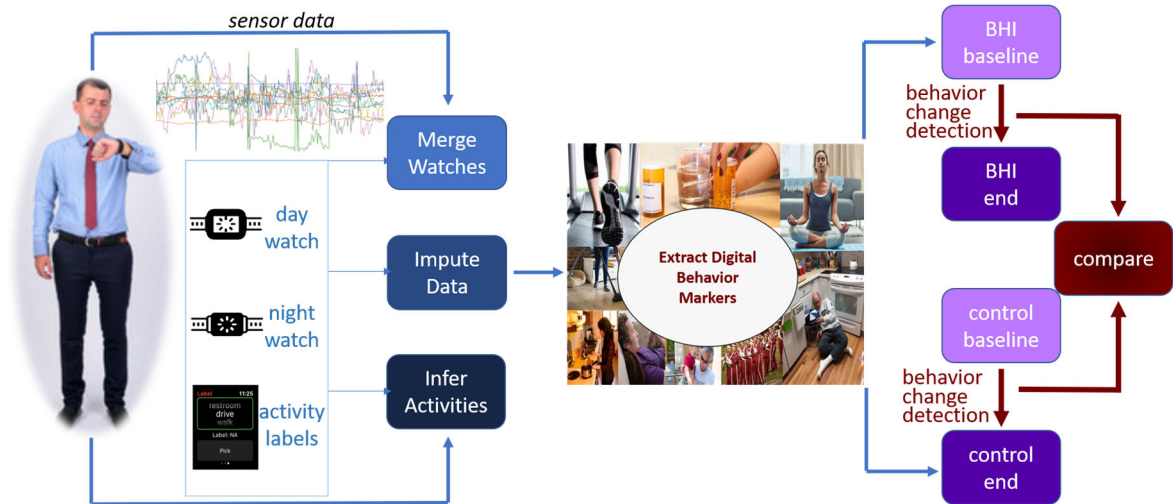 sensor data
Merge
Watches
day
watch
Impute
Data
night
watch
Label 11:25
restroom
drive
walk
Label: NA
Pick
activity
labels
Infer
Activities
Extract Digital
Behavior
Markers
BHI
baseline
behavior
change
detection
BHI
end
compare
control
baseline
behavior
change
detection
control
end